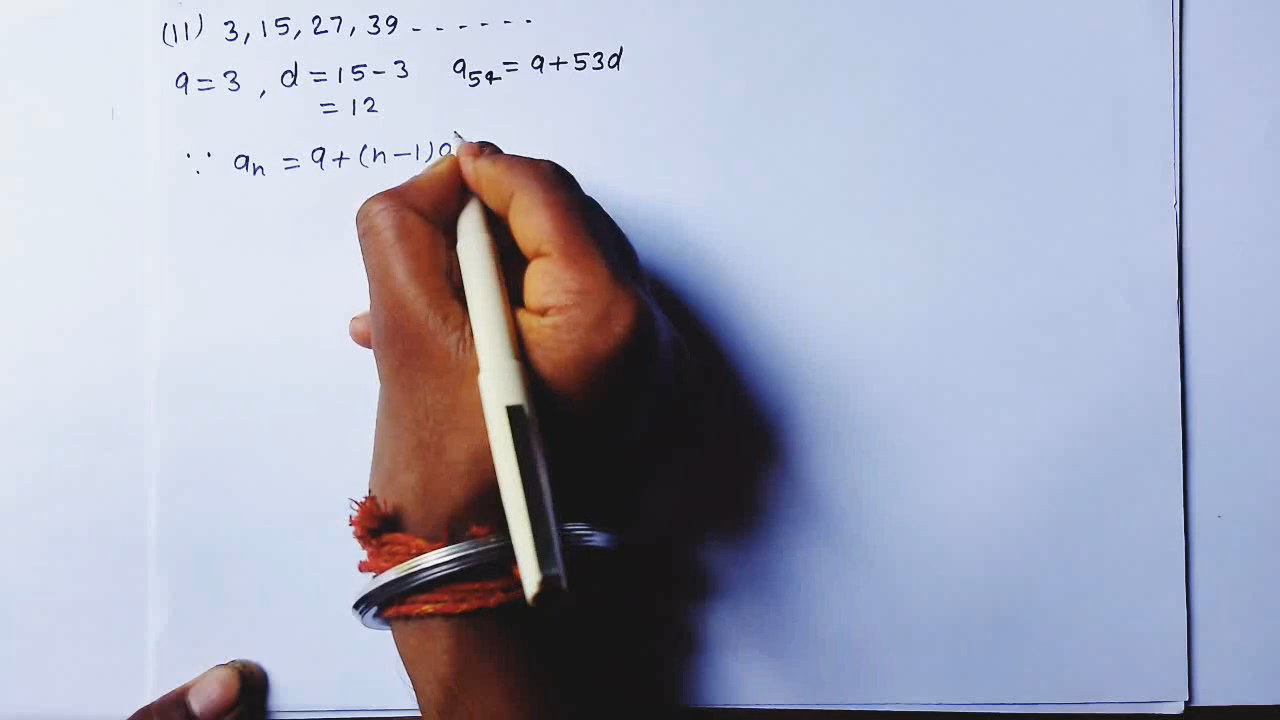 (11) 3, 15, 27, 39 - - - - - -
a = 3 , d = 15 - 3 a₅₄ = a + 53d
= 12
∵ aₙ = a + (n - 1)d